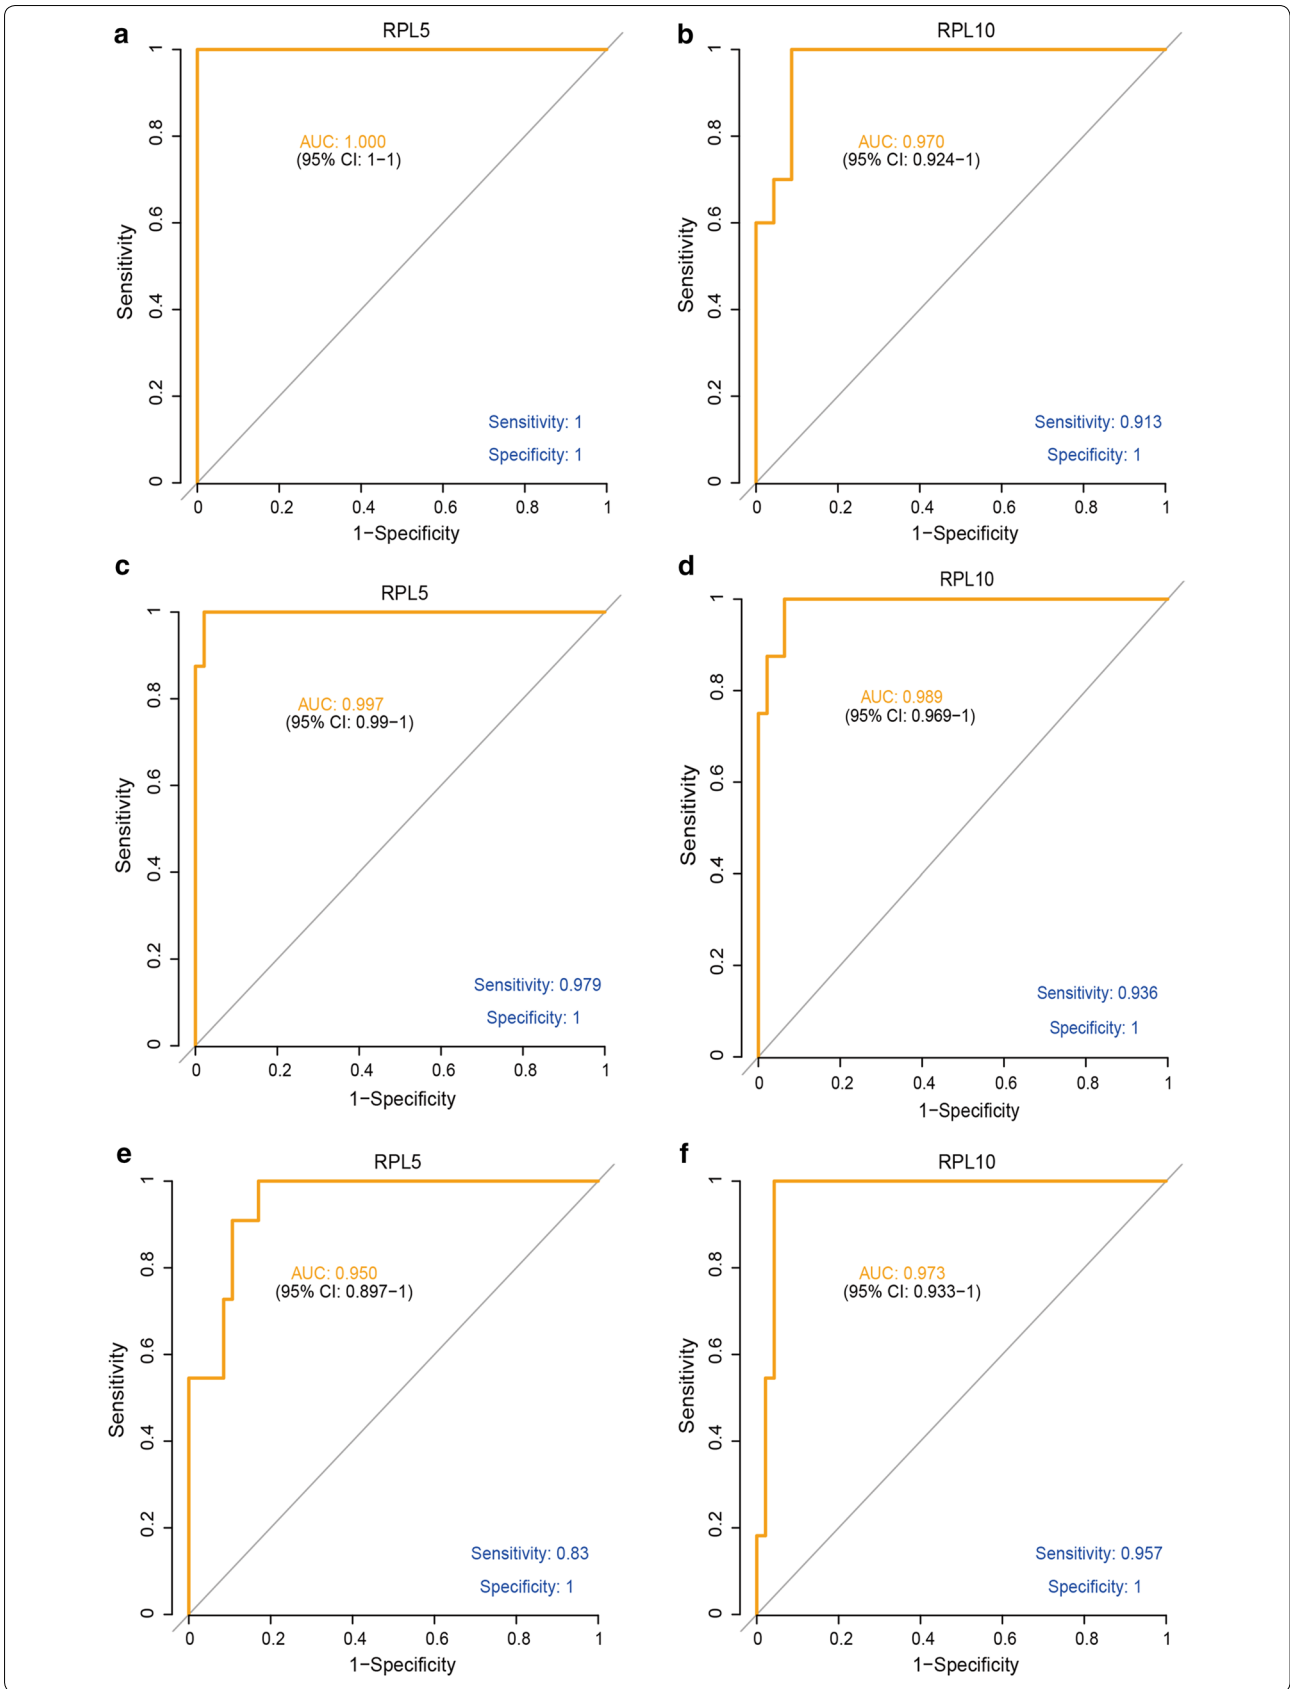 a
RPL5
Sensitivity
1
0.8
0.6
0.4
0.2
0
AUC: 1.000
(95% CI: 1−1)
Sensitivity: 1
Specificity: 1
0 0.2 0.4 0.6 0.8 1
1−Specificity
b
RPL10
Sensitivity
1
0.8
0.6
0.4
0.2
0
AUC: 0.970
(95% CI: 0.924−1)
Sensitivity: 0.913
Specificity: 1
0 0.2 0.4 0.6 0.8 1
1−Specificity
c
RPL5
Sensitivity
1
0.8
0.6
0.4
0.2
0
AUC: 0.997
(95% CI: 0.99−1)
Sensitivity: 0.979
Specificity: 1
0 0.2 0.4 0.6 0.8 1
1−Specificity
d
RPL10
Sensitivity
1
0.8
0.6
0.4
0.2
0
AUC: 0.989
(95% CI: 0.969−1)
Sensitivity: 0.936
Specificity: 1
0 0.2 0.4 0.6 0.8 1
1−Specificity
e
RPL5
Sensitivity
1
0.8
0.6
0.4
0.2
0
AUC: 0.950
(95% CI: 0.897−1)
Sensitivity: 0.83
Specificity: 1
0 0.2 0.4 0.6 0.8 1
1−Specificity
f
RPL10
Sensitivity
1
0.8
0.6
0.4
0.2
0
AUC: 0.973
(95% CI: 0.933−1)
Sensitivity: 0.957
Specificity: 1
0 0.2 0.4 0.6 0.8 1
1−Specificity